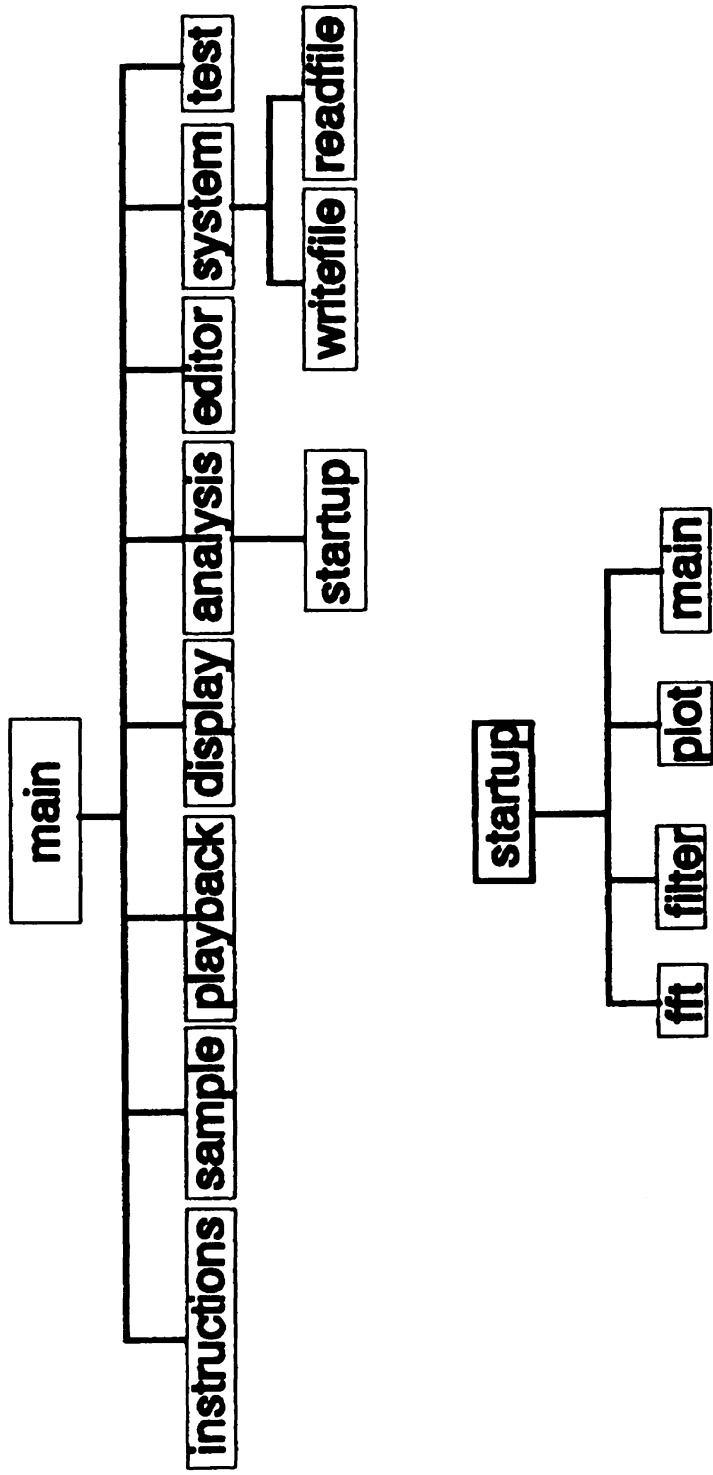 main
instructions
sample
playback
display
analysis
editor
system
test
startup
writefile
readfile
startup
fft
filter
plot
main